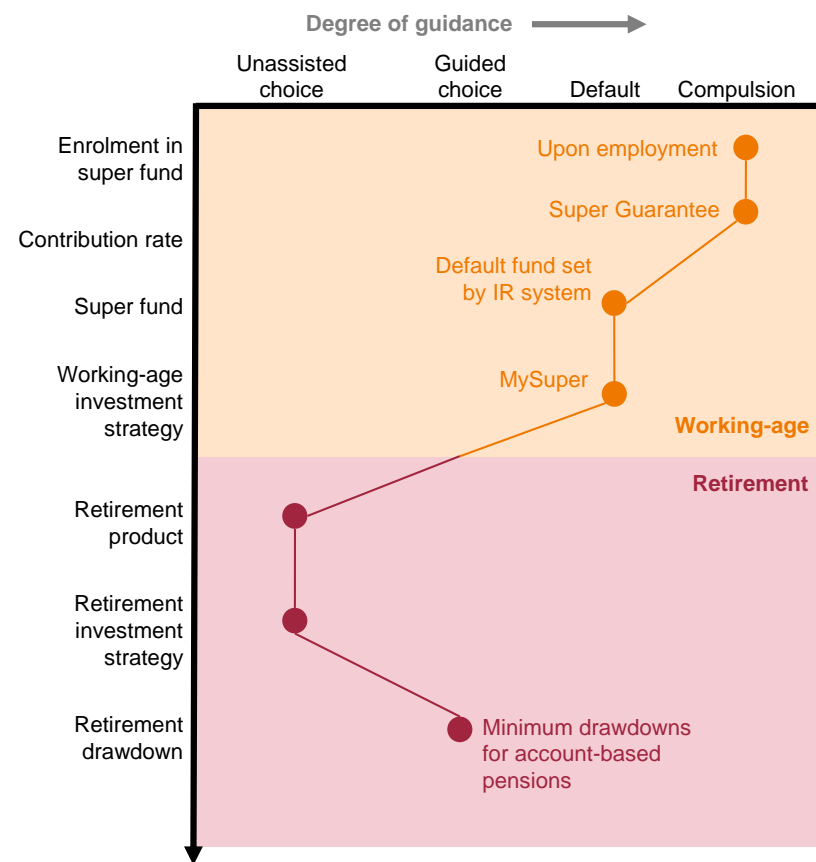 Degree of guidance
Unassisted
choice
Guided
choice
Default
Compulsion
Enrolment in
super fund
Upon employment
Super Guarantee
Contribution rate
Default fund set
by IR system
Super fund
Working-age
investment
strategy
MySuper
Working-age
Retirement
Retirement
product
Retirement
investment
strategy
Retirement
drawdown
Minimum drawdowns
for account-based
pensions